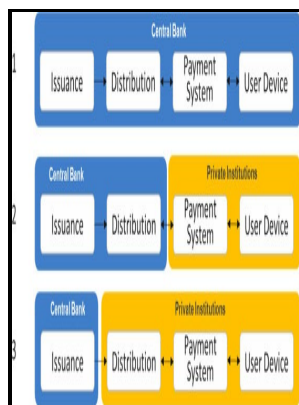 Central Bank
1
Issuance
Distribution
Payment
System
User Device
Central Bank
Private Institutions
2
Issuance
Distribution
Payment
System
User Device
Central Bank
Private Institutions
3
Issuance
Distribution
Payment
System
User Device